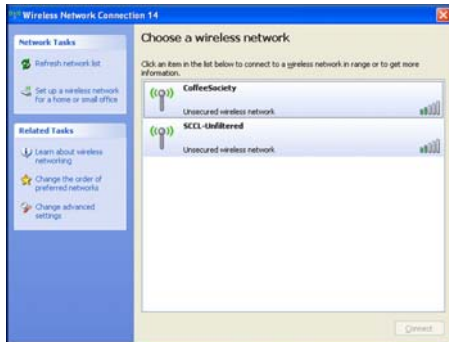 Wireless Network Connection 14
Network Tasks
Refresh network list
Set up a wireless network
for a home or small office
Related Tasks
Learn about wireless
networking
Change the order of
preferred networks
Change advanced
settings
Choose a wireless network
Click an item in the list below to connect to a wireless network in range or to get more
information.
CoffeeSociety
Unsecured wireless network
SCCL-Unfiltered
Unsecured wireless network
Connect